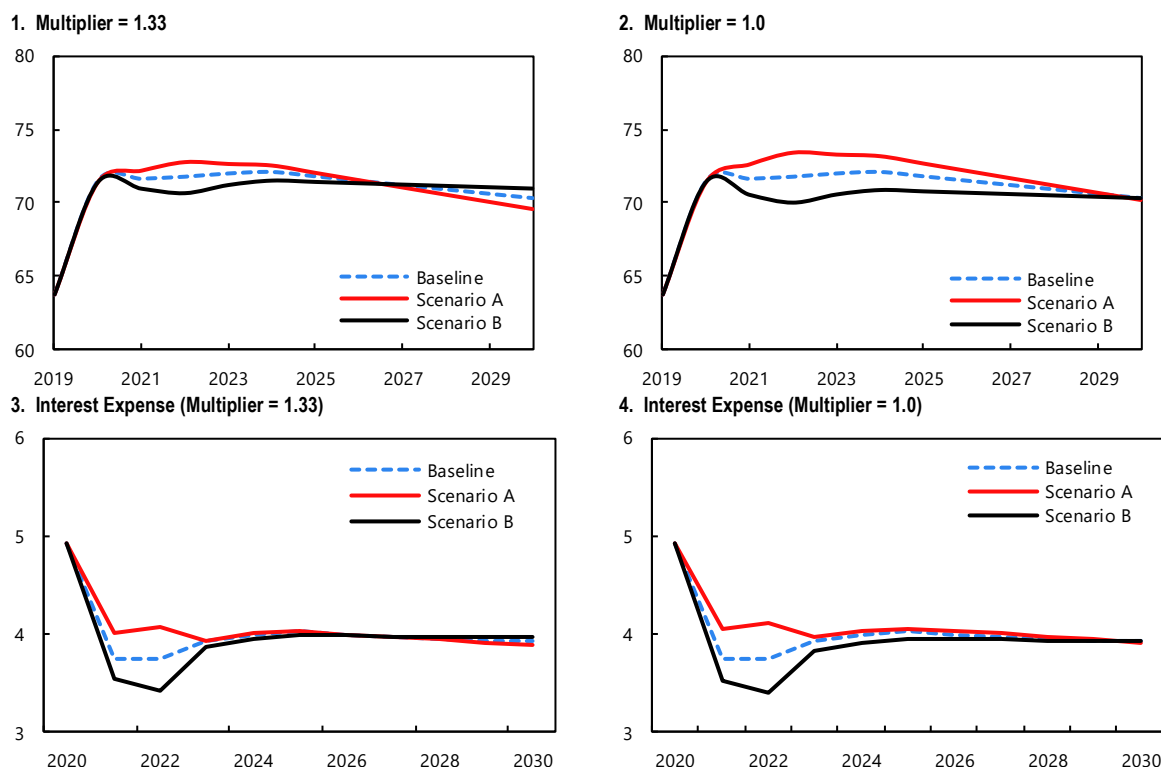 1. Multiplier = 1.33
80
75
70
65
60
2019 2021 2023 2025 2027 2029
Baseline
Scenario A
Scenario B
2. Multiplier = 1.0
80
75
70
65
60
2019 2021 2023 2025 2027 2029
Baseline
Scenario A
Scenario B
3. Interest Expense (Multiplier = 1.33)
6
5
4
3
2020 2022 2024 2026 2028 2030
Baseline
Scenario A
Scenario B
4. Interest Expense (Multiplier = 1.0)
6
5
4
3
2020 2022 2024 2026 2028 2030
Baseline
Scenario A
Scenario B